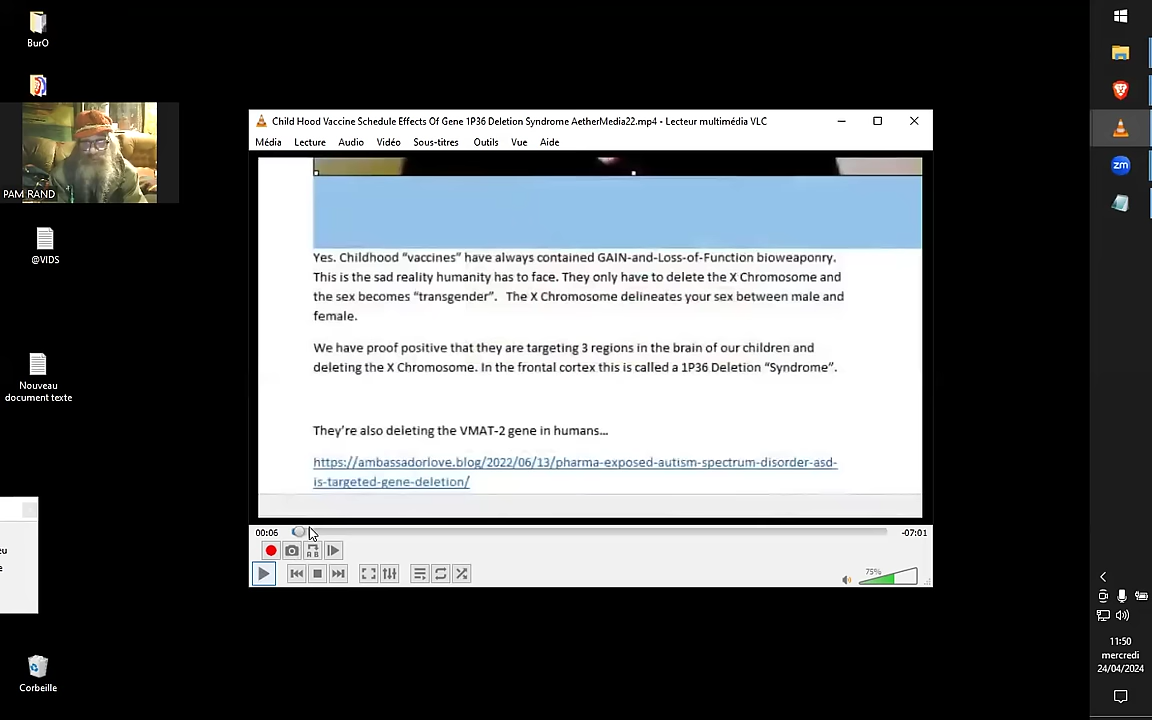 BurO
PAM RAND
@VIDS
Nouveau
document texte
eu
e
Corbeille
Child Hood Vaccine Schedule Effects Of Gene 1P36 Deletion Syndrome AetherMedia22.mp4 - Lecteur multimédia VLC
Média Lecture Audio Vidéo Sous-titres Outils Vue Aide
Yes. Childhood “vaccines” have always contained GAIN-and-Loss-of-Function bioweaponry.
This is the sad reality humanity has to face. They only have to delete the X Chromosome and
the sex becomes “transgender”. The X Chromosome delineates your sex between male and
female.
We have proof positive that they are targeting 3 regions in the brain of our children and
deleting the X Chromosome. In the frontal cortex this is called a 1P36 Deletion “Syndrome”.
They’re also deleting the VMAT-2 gene in humans…
https://ambassadorlove.blog/2022/06/13/pharma-exposed-autism-spectrum-disorder-asd-
is-targeted-gene-deletion/
00:06 -07:01
A B
75%
zm
11:50
mercredi
24/04/2024